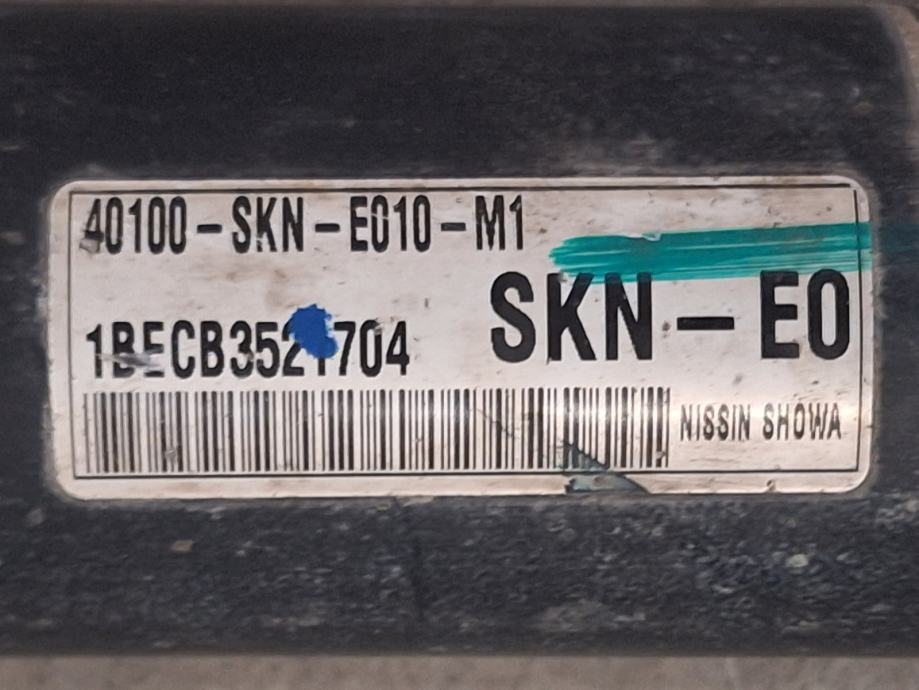 40100-SKN-E010-M1
SKN-E0
1BECB3521704
NISSIN SHOWA